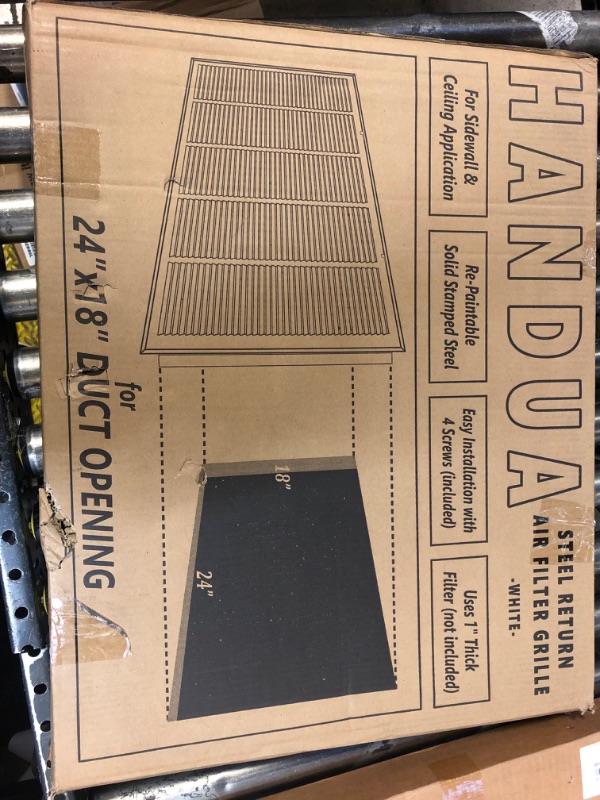 HANDUA
STEEL RETURN
AIR FILTER GRILLE
-WHITE-
For Sidewall &
Ceiling Application
Re-Paintable
Solid Stamped Steel
Easy Installation with
4 Screws (included)
Uses 1" Thick
Filter (not included)
18"
24"
for
24"x18" DUCT OPENING